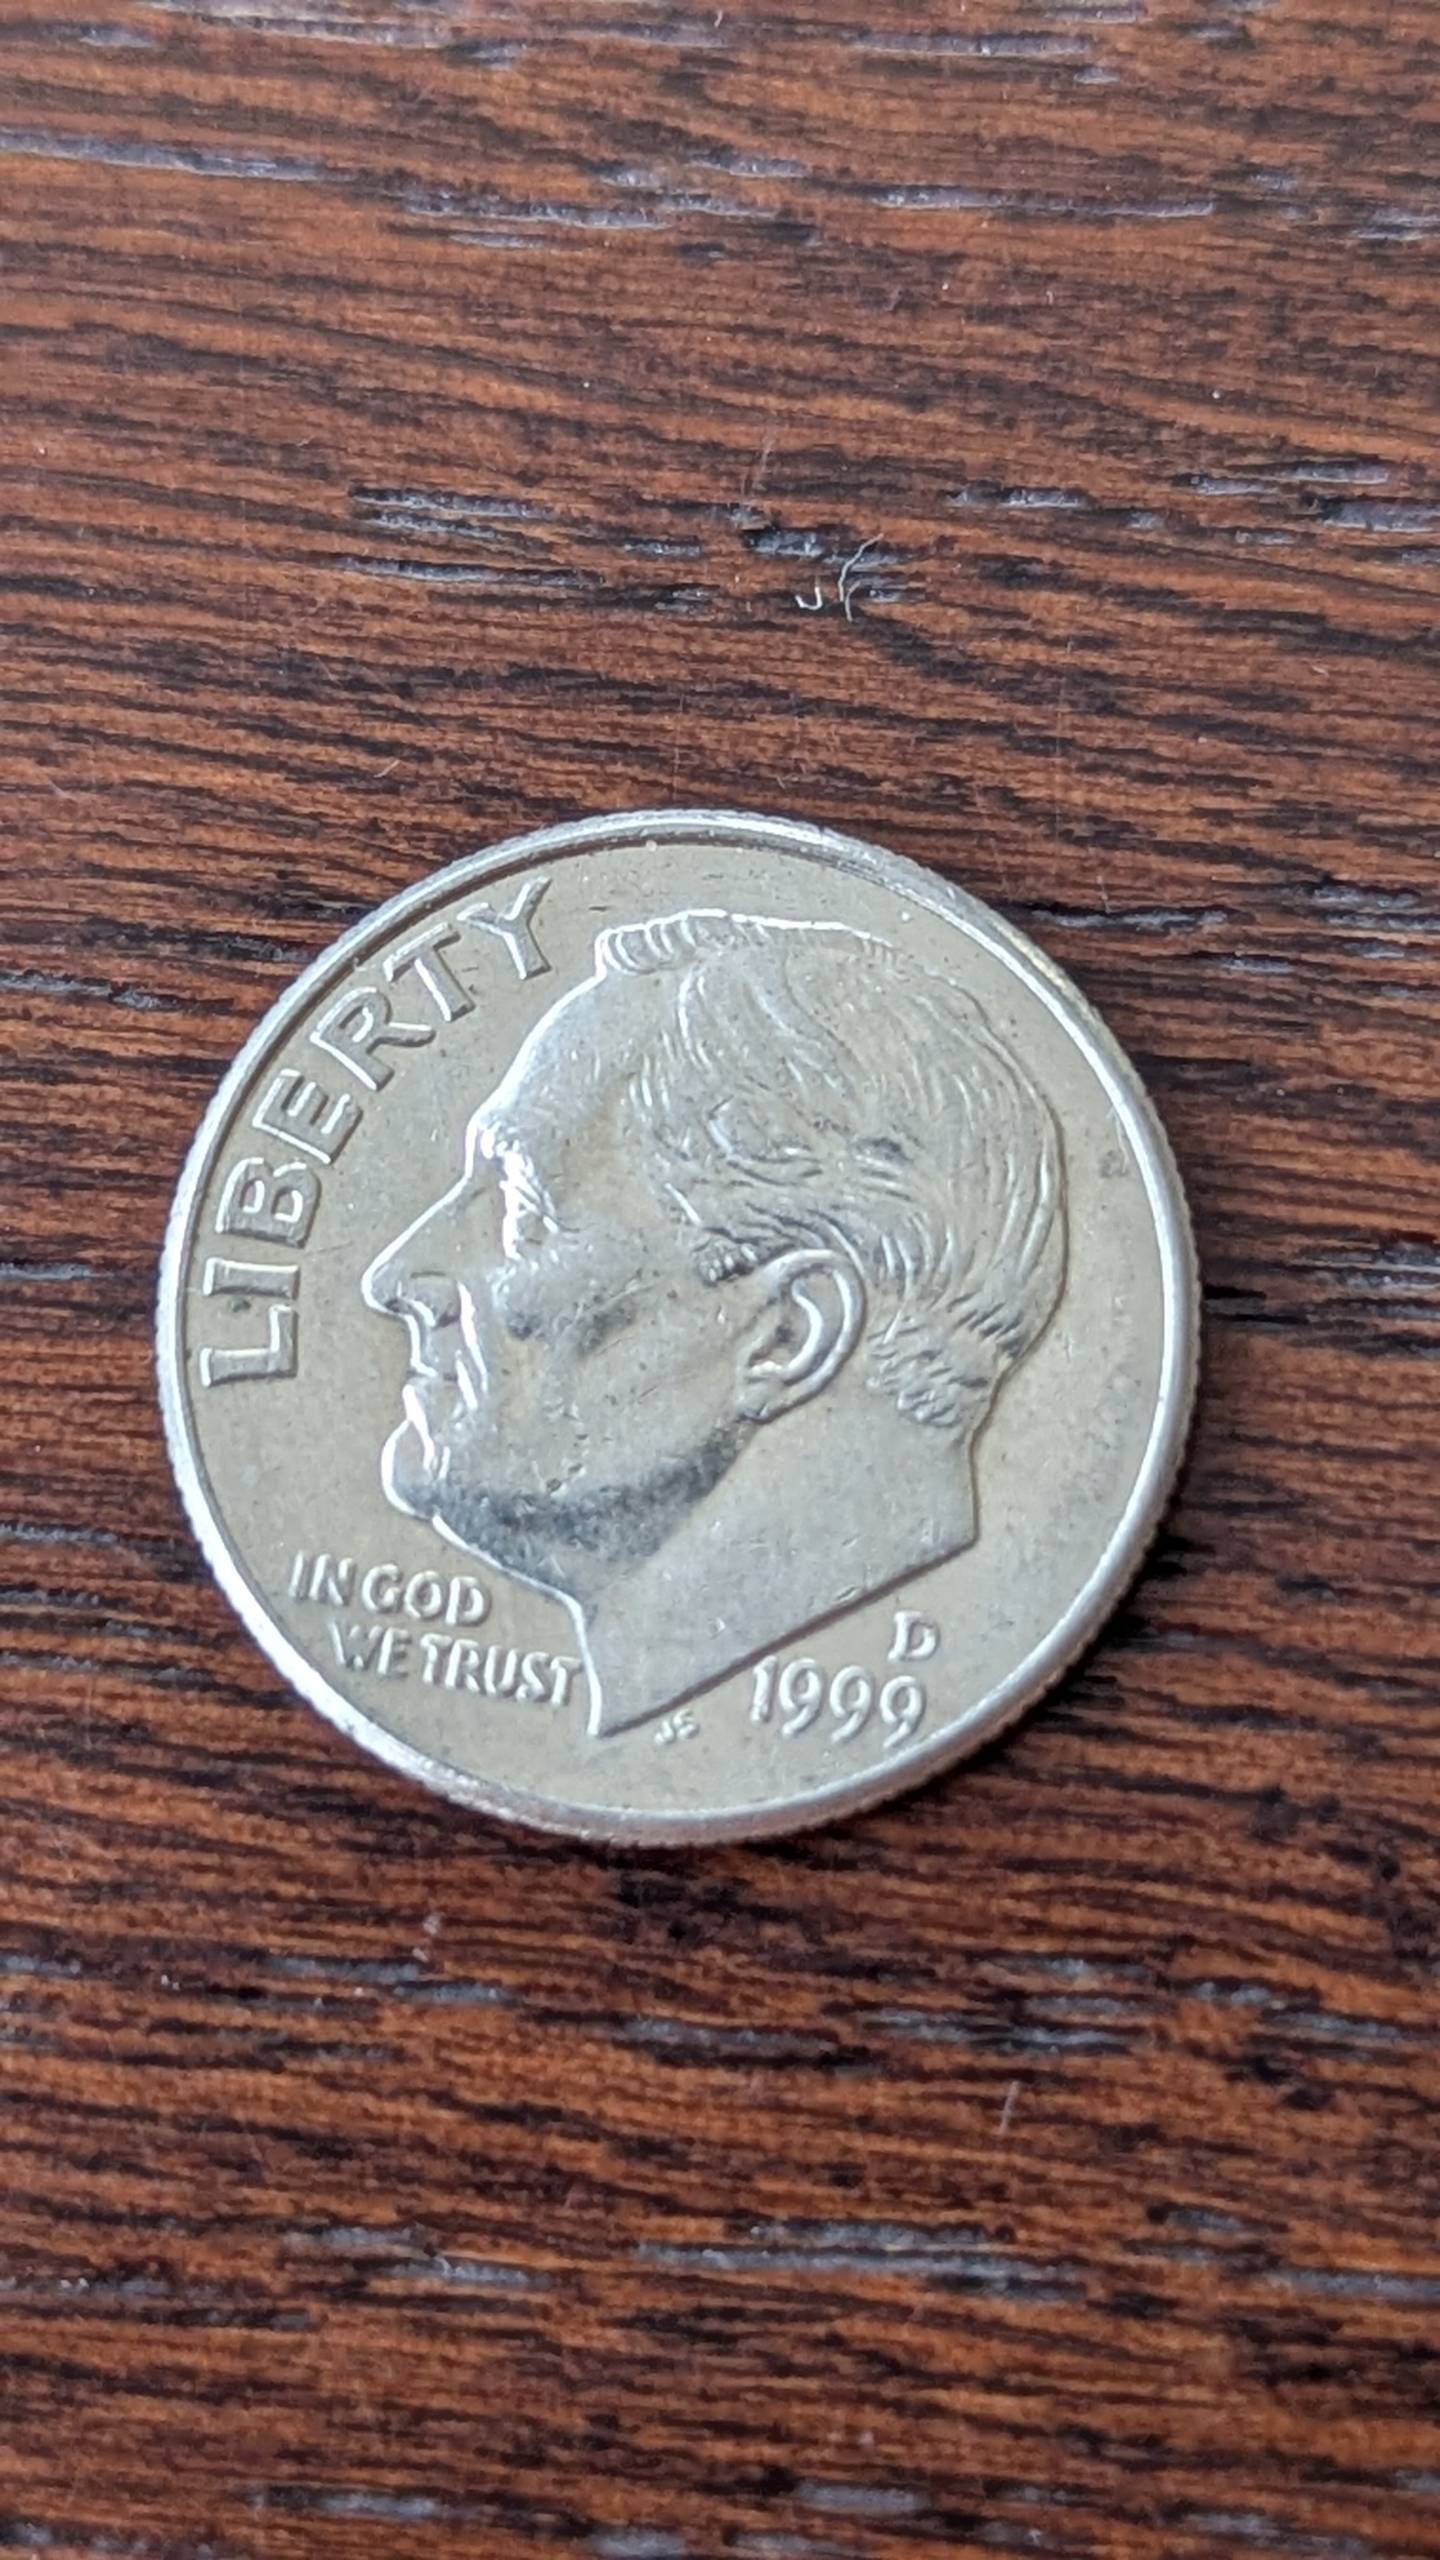 LIBERTY
IN GOD
WE TRUST
JS
D
1999